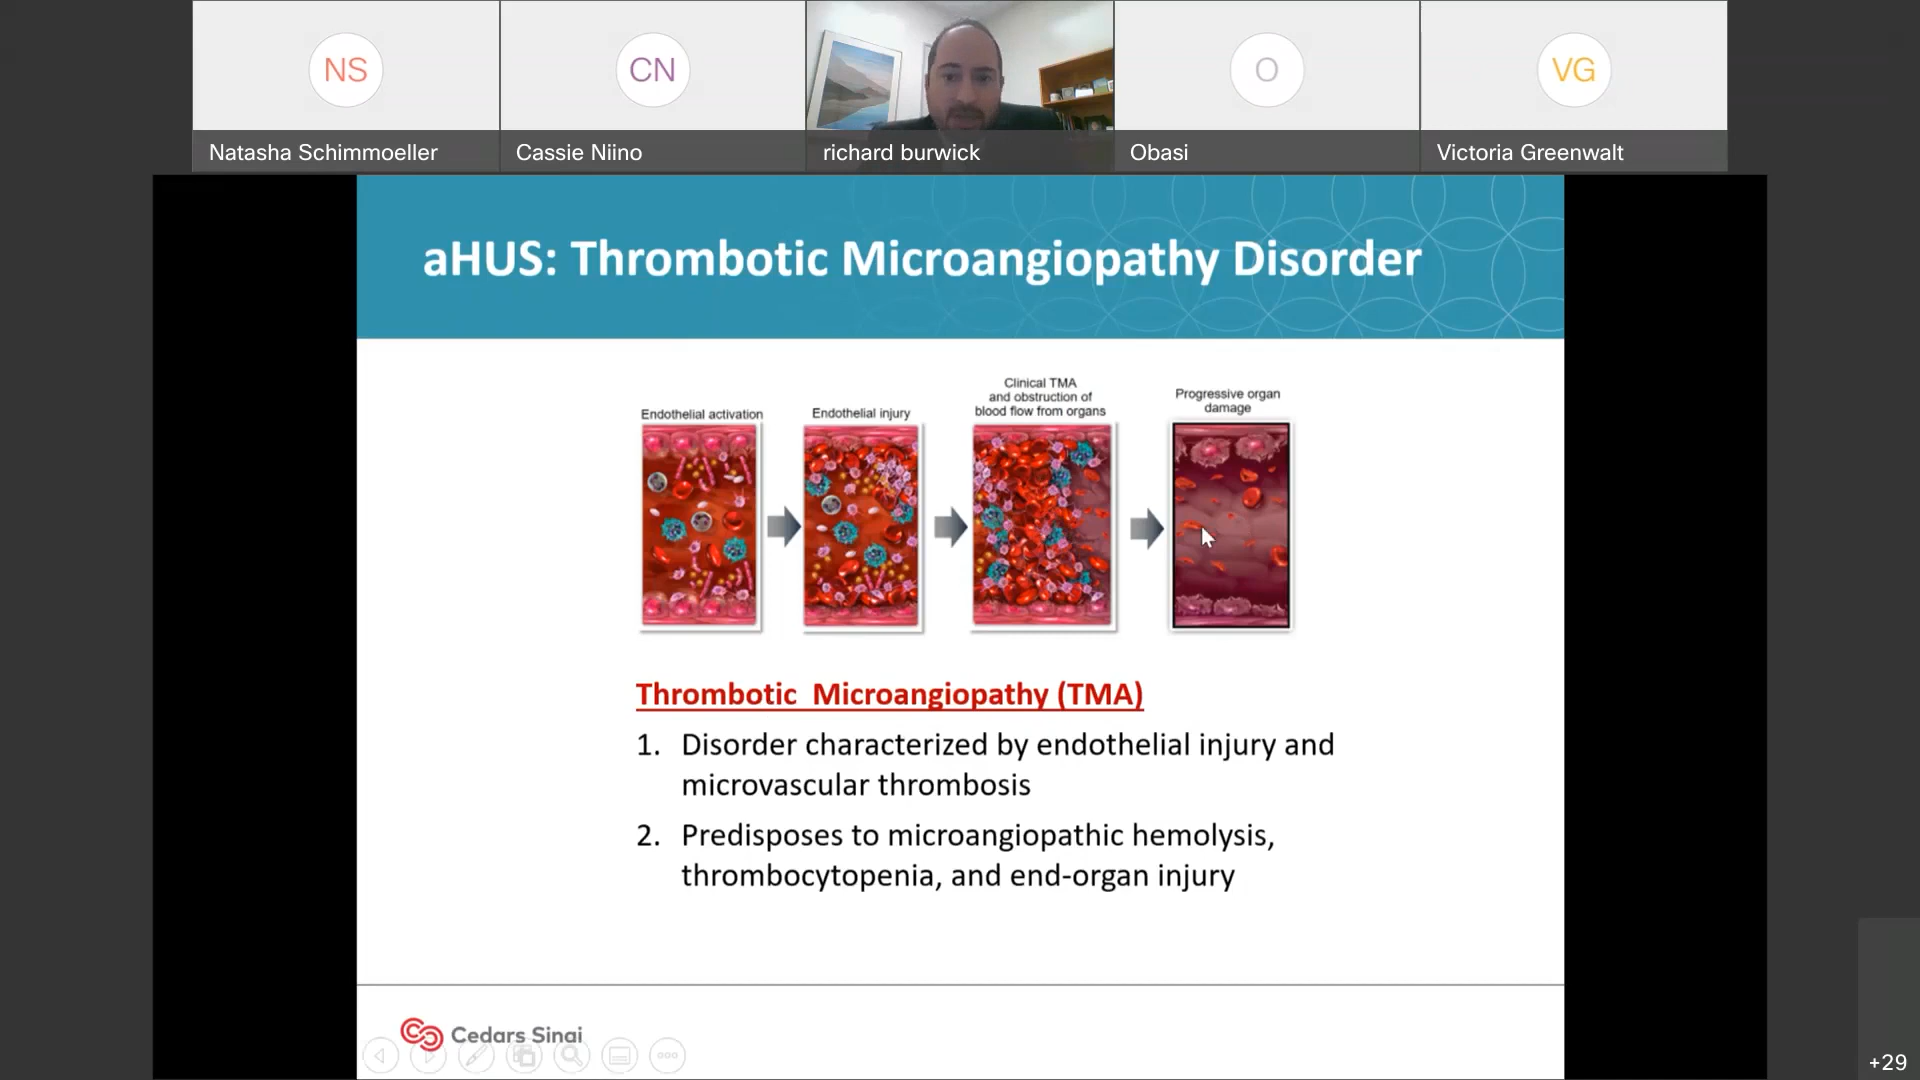 NS
CN
O
VG
Natasha Schimmoeller
Cassie Niino
richard burwick
Obasi
Victoria Greenwalt
aHUS: Thrombotic Microangiopathy Disorder
Endothelial activation
Endothelial injury
Clinical TMA
and obstruction of
blood flow from organs
Progressive organ
damage
Thrombotic Microangiopathy (TMA)
1. Disorder characterized by endothelial injury and
microvascular thrombosis
2. Predisposes to microangiopathic hemolysis,
thrombocytopenia, and end-organ injury
Cedars Sinai
+29